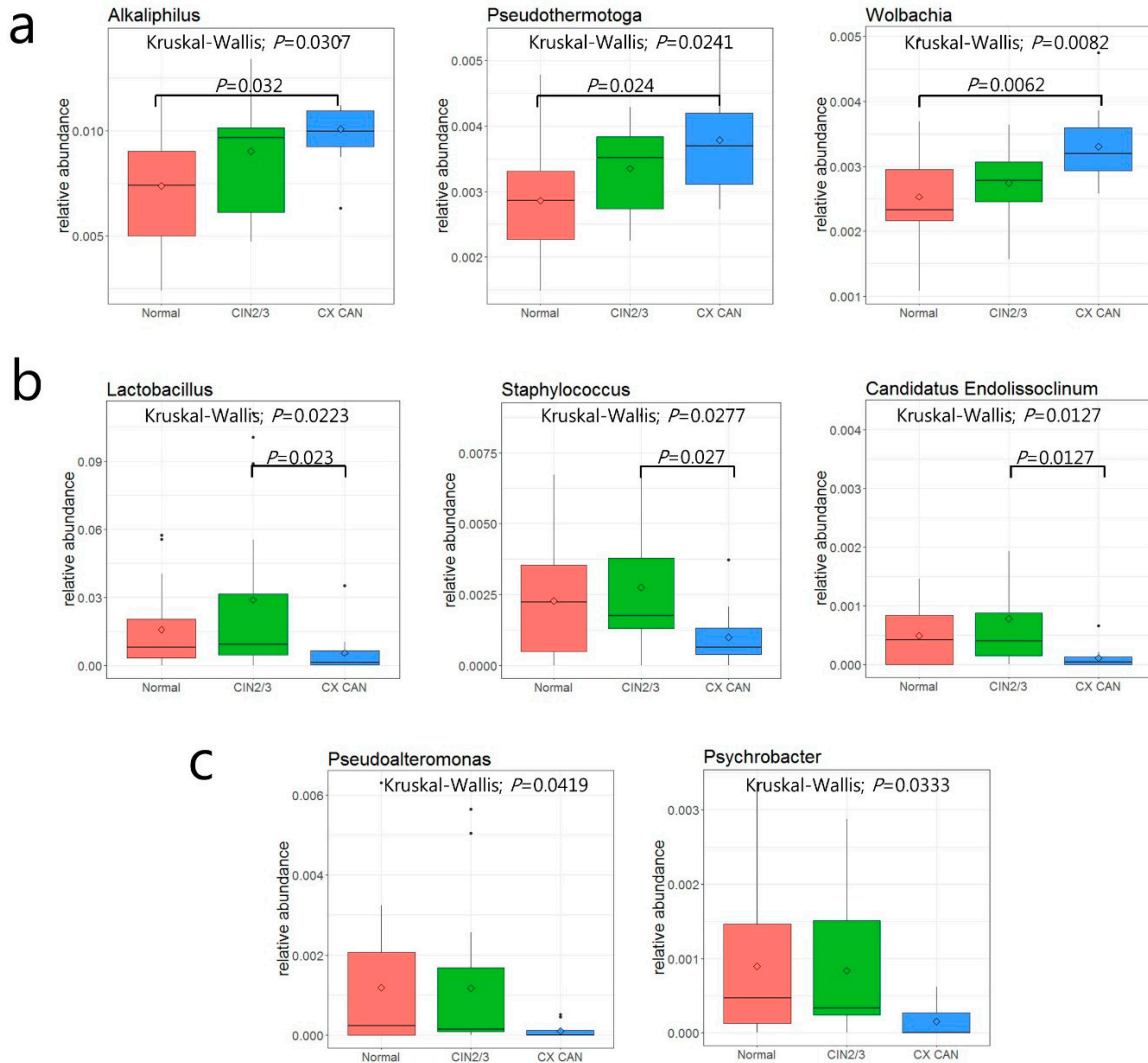 a
Alkaliphilus
Kruskal-Wallis; P=0.0307
P=0.032
relative abundance
0.010
0.005
Normal CIN2/3 CX CAN
Pseudothermotoga
Kruskal-Wallis; P=0.0241
P=0.024
relative abundance
0.005
0.004
0.003
0.002
Normal CIN2/3 CX CAN
Wolbachia
Kruskal-Wallis; P=0.0082
P=0.0062
relative abundance
0.005
0.004
0.003
0.002
0.001
Normal CIN2/3 CX CAN
b
Lactobacillus
Kruskal-Wallis; P=0.0223
P=0.023
relative abundance
0.09
0.06
0.03
0.00
Normal CIN2/3 CX CAN
Staphylococcus
Kruskal-Wallis; P=0.0277
P=0.027
relative abundance
0.0075
0.0050
0.0025
0.0000
Normal CIN2/3 CX CAN
Candidatus Endolissoclinum
Kruskal-Wallis; P=0.0127
P=0.0127
relative abundance
0.004
0.003
0.002
0.001
0.000
Normal CIN2/3 CX CAN
c
Pseudoalteromonas
Kruskal-Wallis; P=0.0419
relative abundance
0.006
0.004
0.002
0.000
Normal CIN2/3 CX CAN
Psychrobacter
Kruskal-Wallis; P=0.0333
relative abundance
0.003
0.002
0.001
0.000
Normal CIN2/3 CX CAN